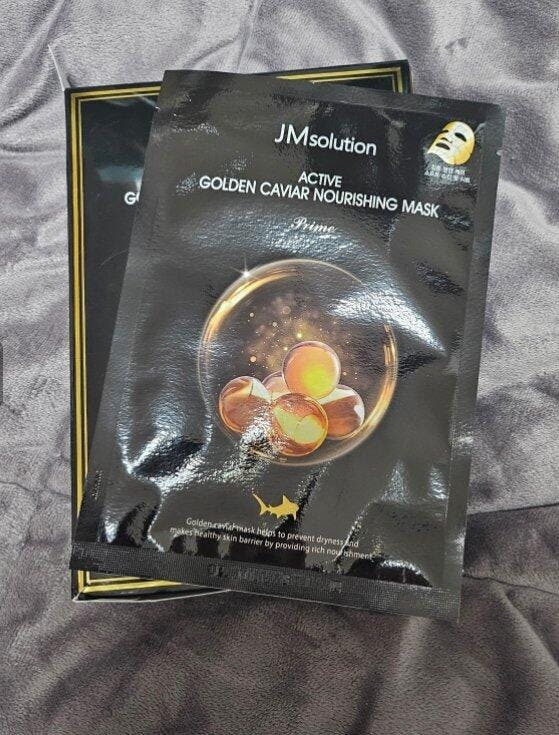 JMsolution
ACTIVE
GOLDEN CAVIAR NOURISHING MASK
Prime
Golden caviar mask helps to prevent dryness and
makes healthy skin barrier by providing rich nourishment